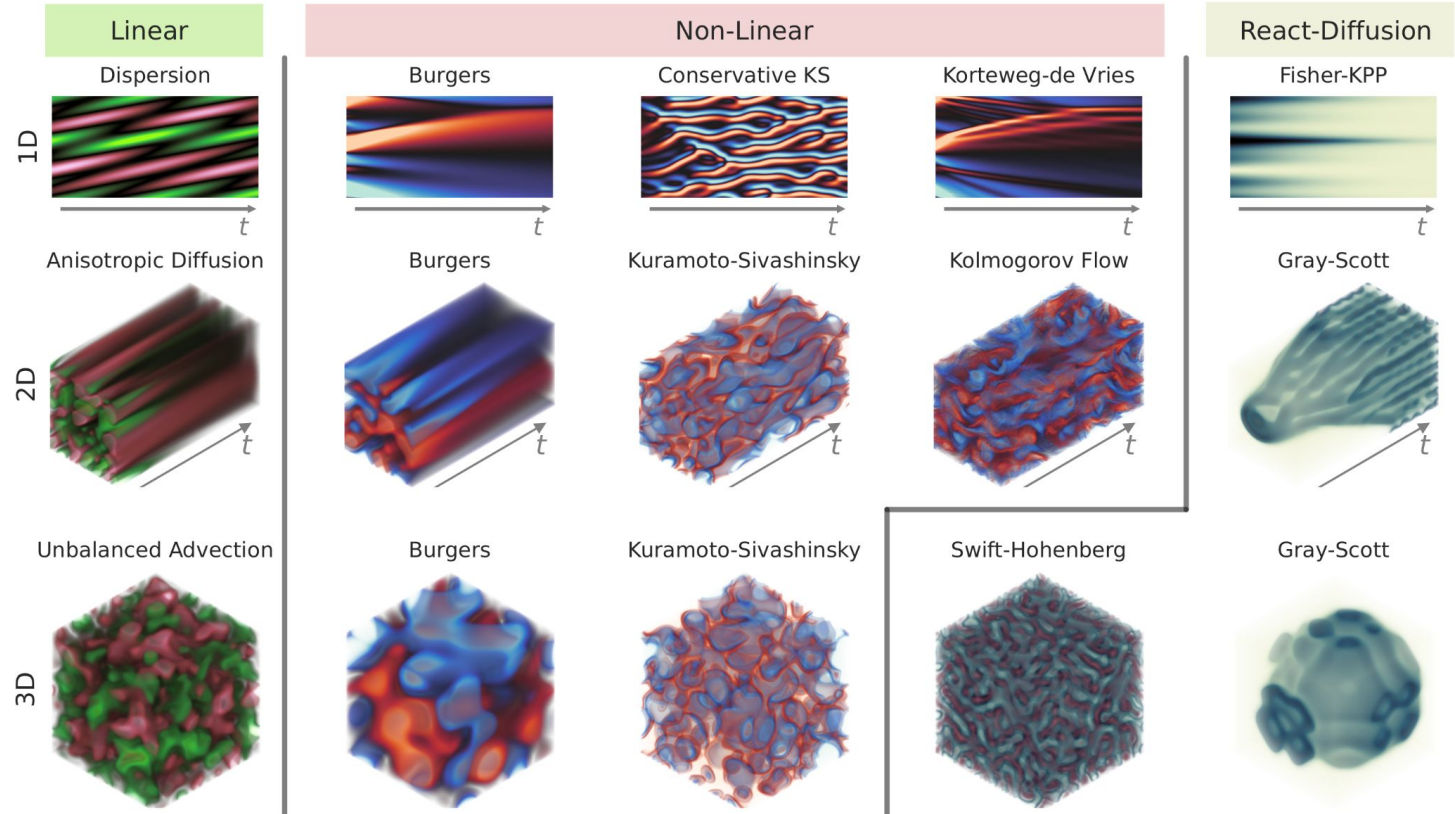 Linear
Non-Linear
React-Diffusion
Dispersion
Burgers
Conservative KS
Korteweg-de Vries
Fisher-KPP
1D
t
t
t
t
t
Anisotropic Diffusion
Burgers
Kuramoto-Sivashinsky
Kolmogorov Flow
Gray-Scott
2D
t
t
t
t
t
Unbalanced Advection
Burgers
Kuramoto-Sivashinsky
Swift-Hohenberg
Gray-Scott
3D